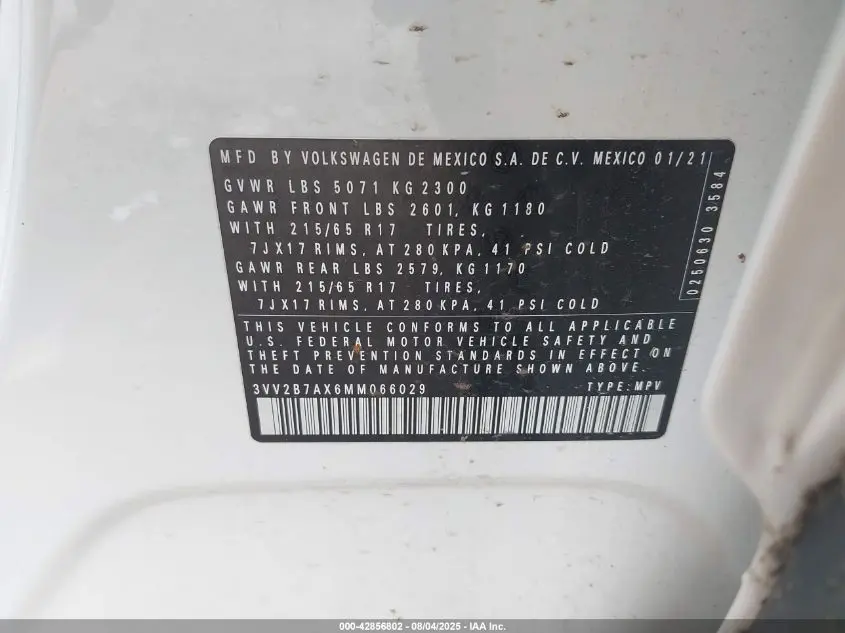 MFD BY VOLKSWAGEN DE MEXICO S.A. DE C.V. MEXICO 01/21
GVWR LBS 5071 KG 2300
GAWR FRONT LBS 2601, KG 1180
WITH 215/65 R17 TIRES,
7JX17 RIMS, AT 280 KPA, 41 PSI COLD
GAWR REAR LBS 2579, KG 1170
WITH 215/65 R17 TIRES,
7JX17 RIMS, AT 280 KPA, 41 PSI COLD
0250630 3584
THIS VEHICLE CONFORMS TO ALL APPLICABLE
U.S. FEDERAL MOTOR VEHICLE SAFETY AND
THEFT PREVENTION STANDARDS IN EFFECT ON
THE DATE OF MANUFACTURE SHOWN ABOVE.
3VV2B7AX6MM066029 TYPE: MPV
000-42856802 - 08/04/2025 - IAA Inc.